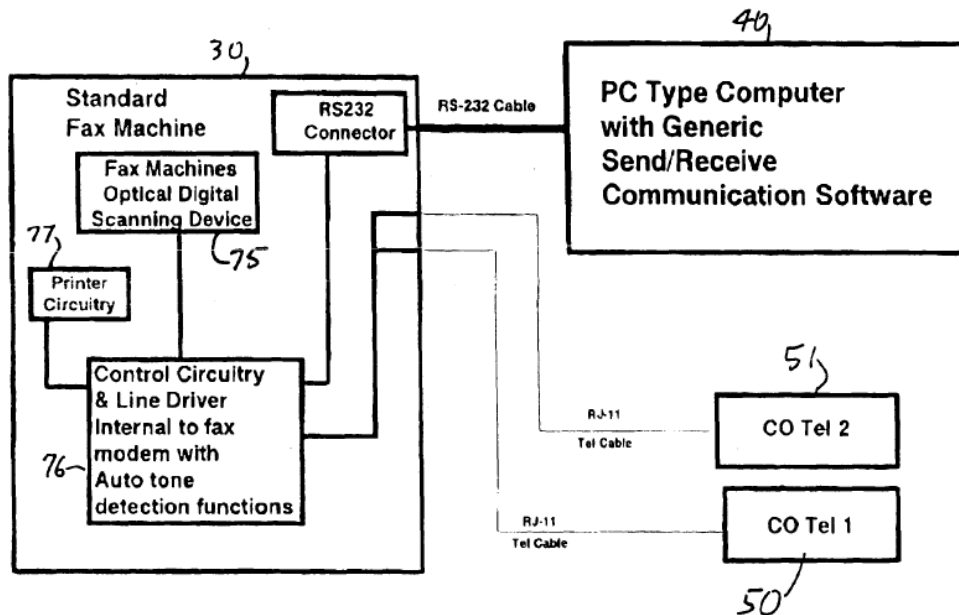 30
40
Standard
Fax Machine
RS232
Connector
RS-232 Cable
PC Type Computer
with Generic
Send/Receive
Communication Software
Fax Machines
Optical Digital
Scanning Device
75
77
Printer
Circuitry
Control Circuitry
& Line Driver
Internal to fax
modem with
Auto tone
detection functions
76
RJ-11
Tel Cable
51
CO Tel 2
RJ-11
Tel Cable
CO Tel 1
50